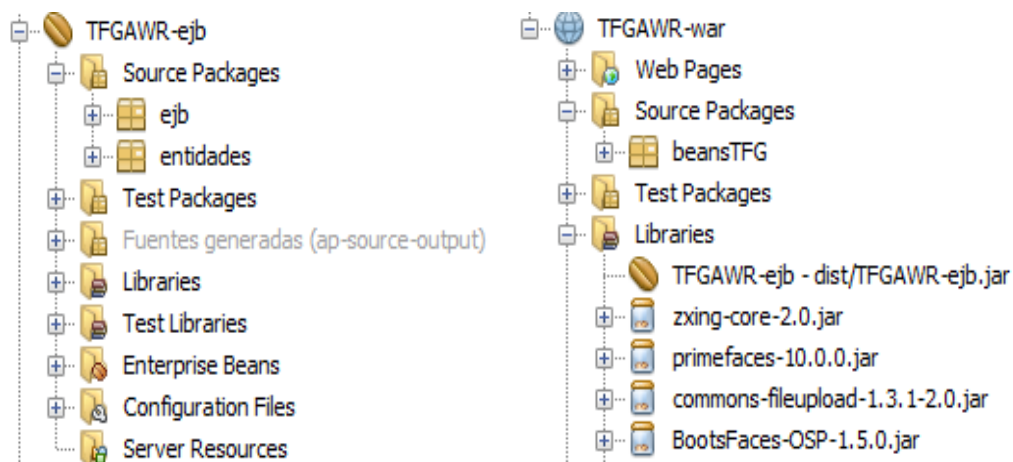 TFGAWR-ejb
Source Packages
ejb
entidades
Test Packages
Fuentes generadas (ap-source-output)
Libraries
Test Libraries
Enterprise Beans
Configuration Files
Server Resources
TFGAWR-war
Web Pages
Source Packages
beansTFG
Test Packages
Libraries
TFGAWR-ejb - dist/TFGAWR-ejb.jar
zxing-core-2.0.jar
primefaces-10.0.0.jar
commons-fileupload-1.3.1-2.0.jar
BootsFaces-OSP-1.5.0.jar